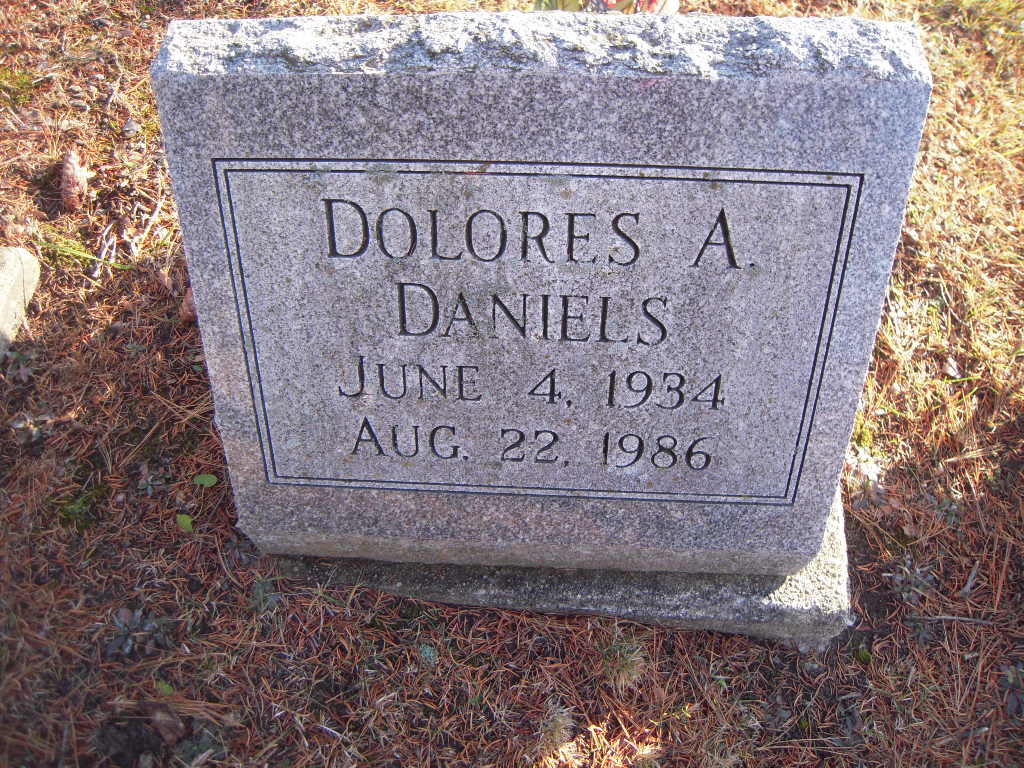 DOLORES A.
DANIELS
JUNE 4, 1934
AUG. 22, 1986